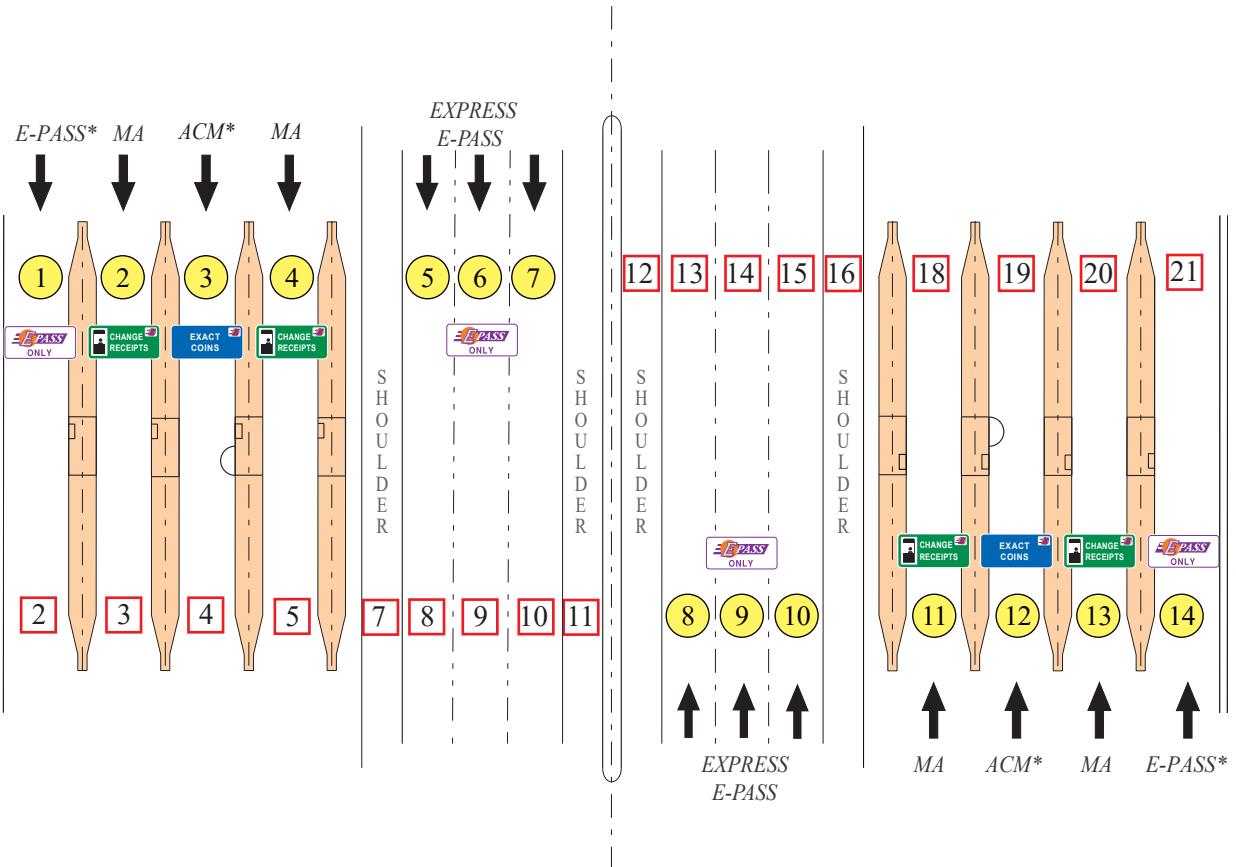 EXPRESS
E-PASS
E-PASS* MA ACM* MA
1 2 3 4 5 6 7
12 13 14 15 16 18 19 20 21
E-PASS
ONLY
CHANGE
RECEIPTS
EXACT
COINS
CHANGE
RECEIPTS
E-PASS
ONLY
SHOULDER
SHOULDER
SHOULDER
SHOULDER
E-PASS
ONLY
CHANGE
RECEIPTS
EXACT
COINS
CHANGE
RECEIPTS
E-PASS
ONLY
2 3 4 5 7 8 9 10 11
8 9 10 11 12 13 14
EXPRESS
E-PASS
MA ACM* MA E-PASS*